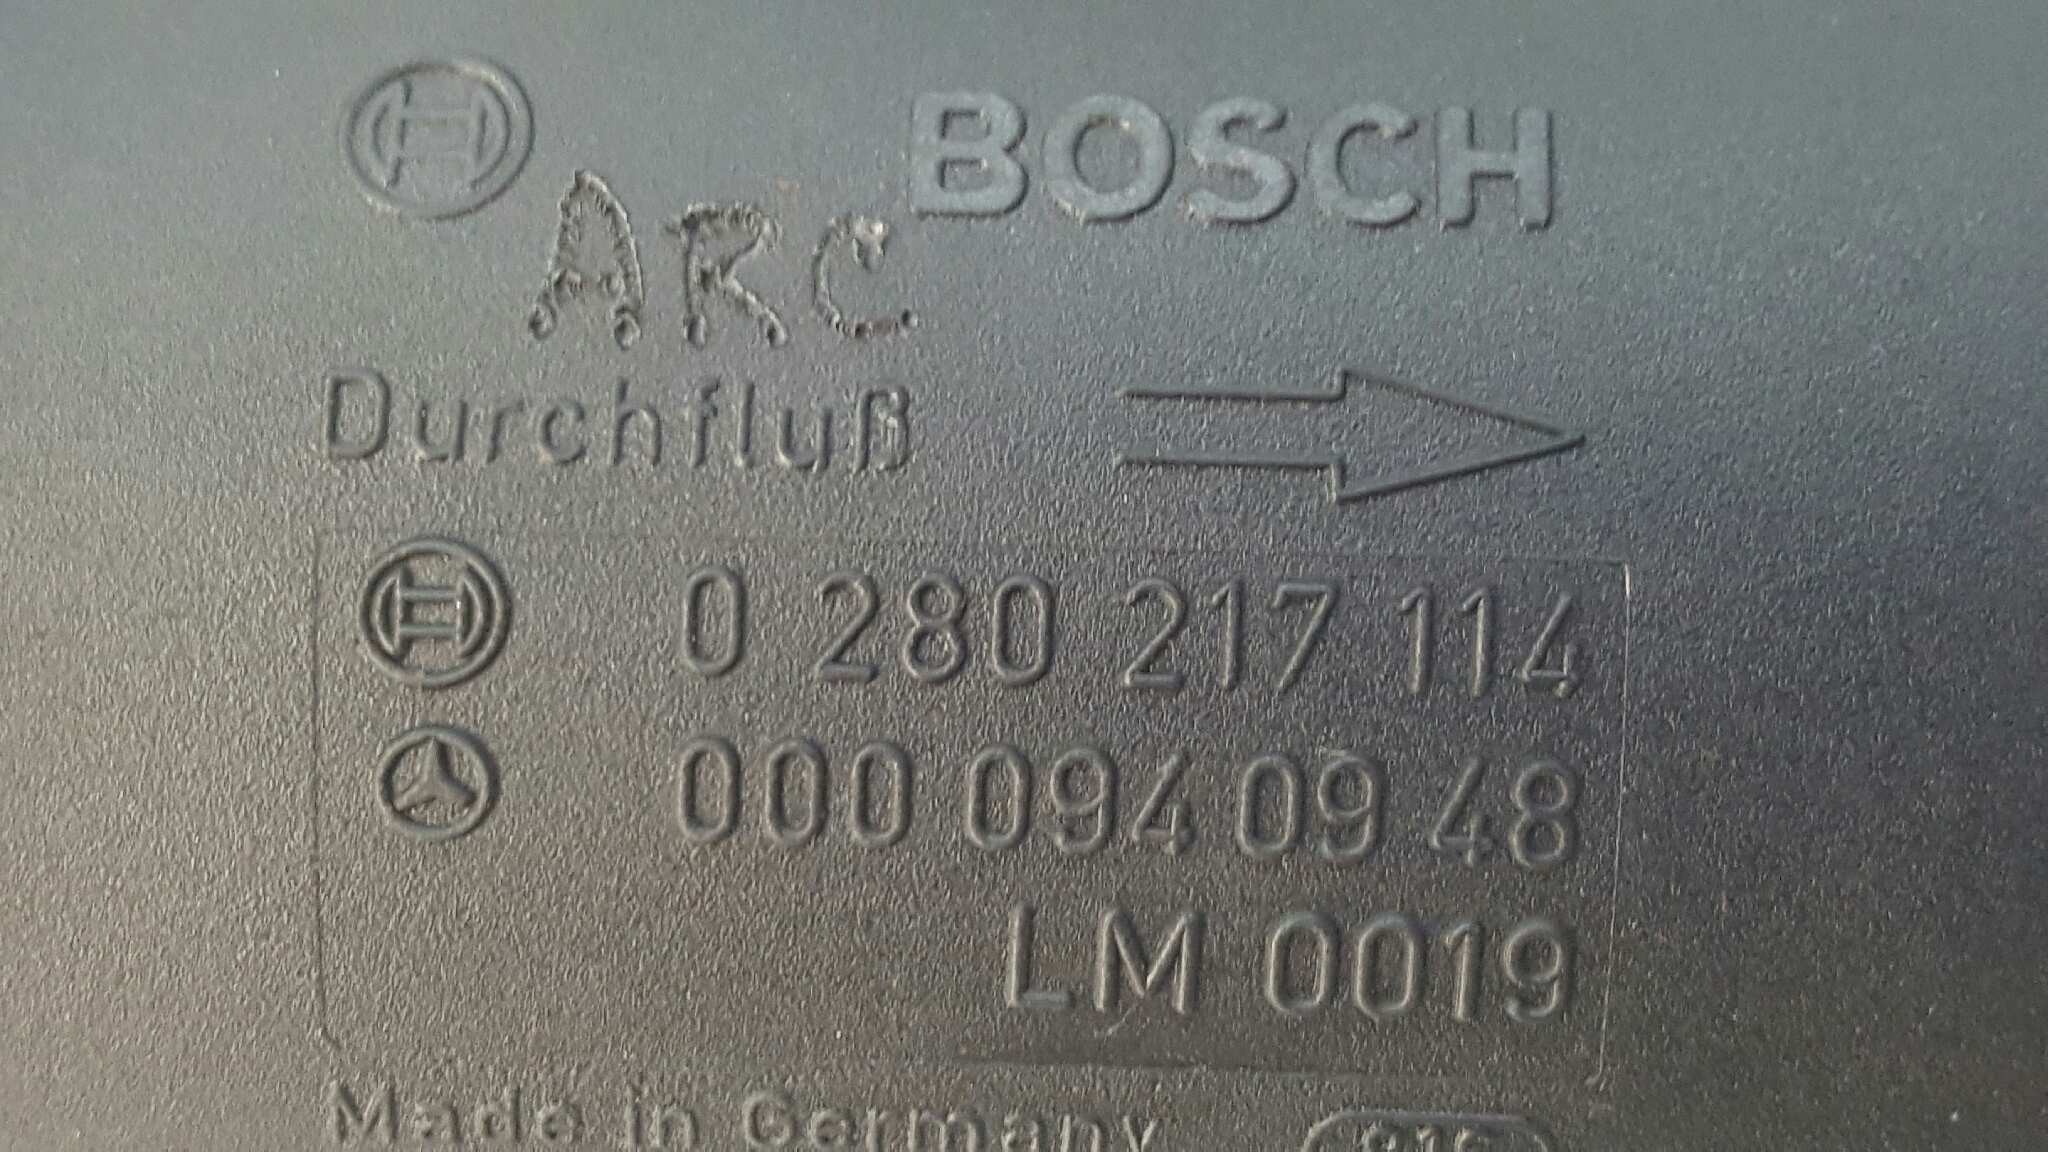 BOSCH
ARC
Durchfluß
0 280 217 114
000 094 09 48
LM 0019
Made in Germany